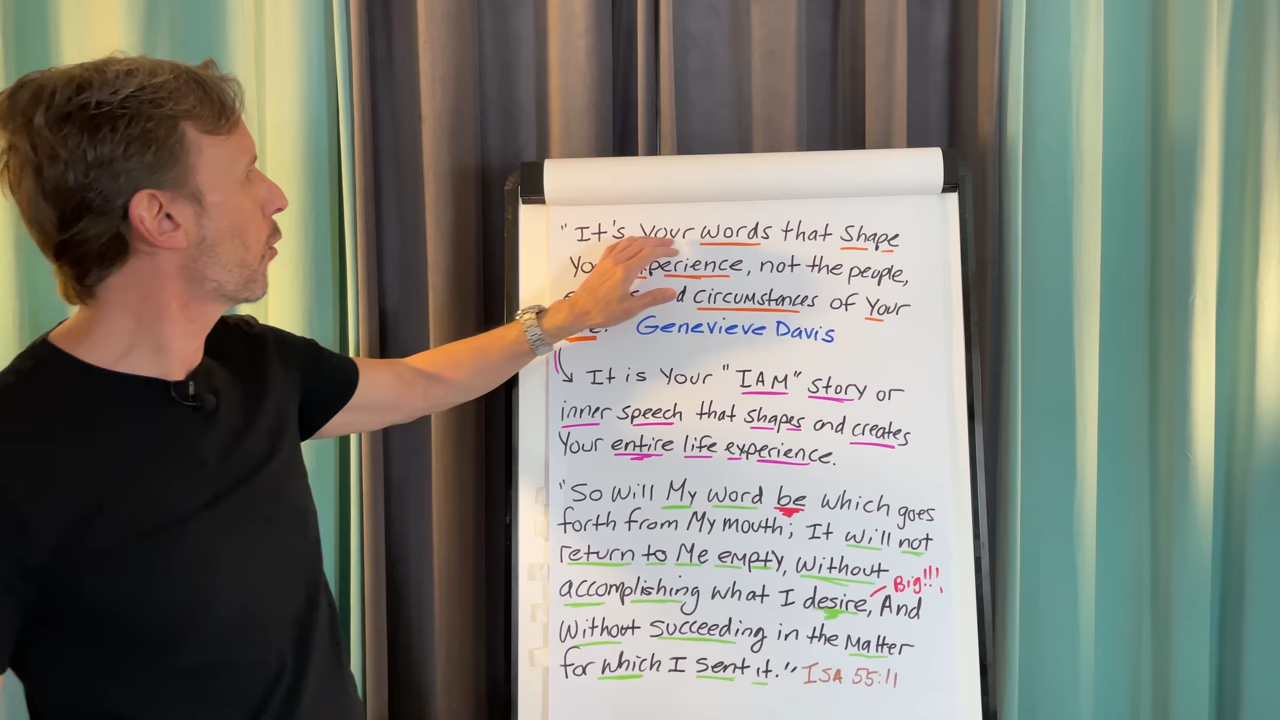 "It's your words that shape
experience, not the people,
circumstances of your
Genevieve Davis
It is your "IAM" story or
inner speech that shapes and creates
your entire life experience.
"So will My word be which goes
forth from My mouth; It will not
return to Me empty, without
accomplishing what I desire, And
Big!!!
without succeeding in the matter
for which I sent it." ISA 55:11